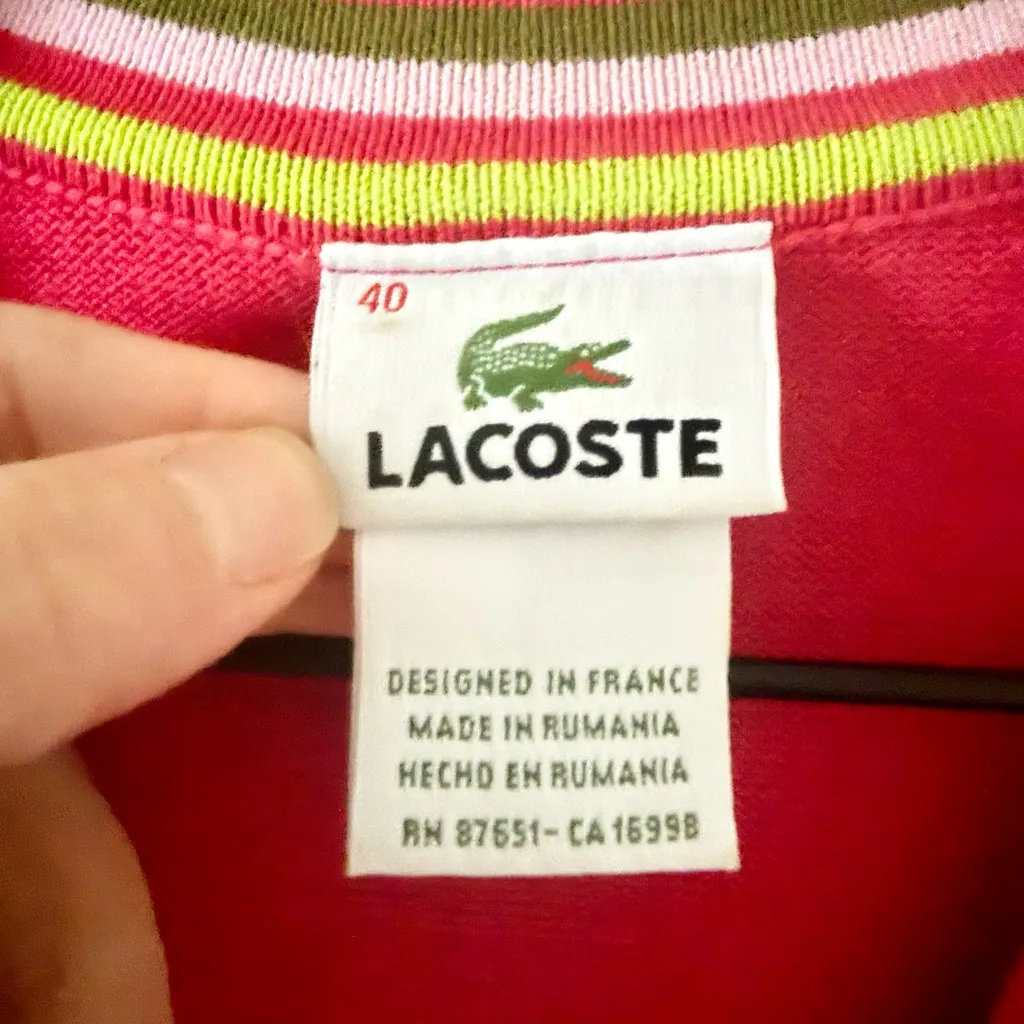 40
LACOSTE
DESIGNED IN FRANCE
MADE IN RUMANIA
HECHO EN RUMANIA
RN 87651-CA 16998